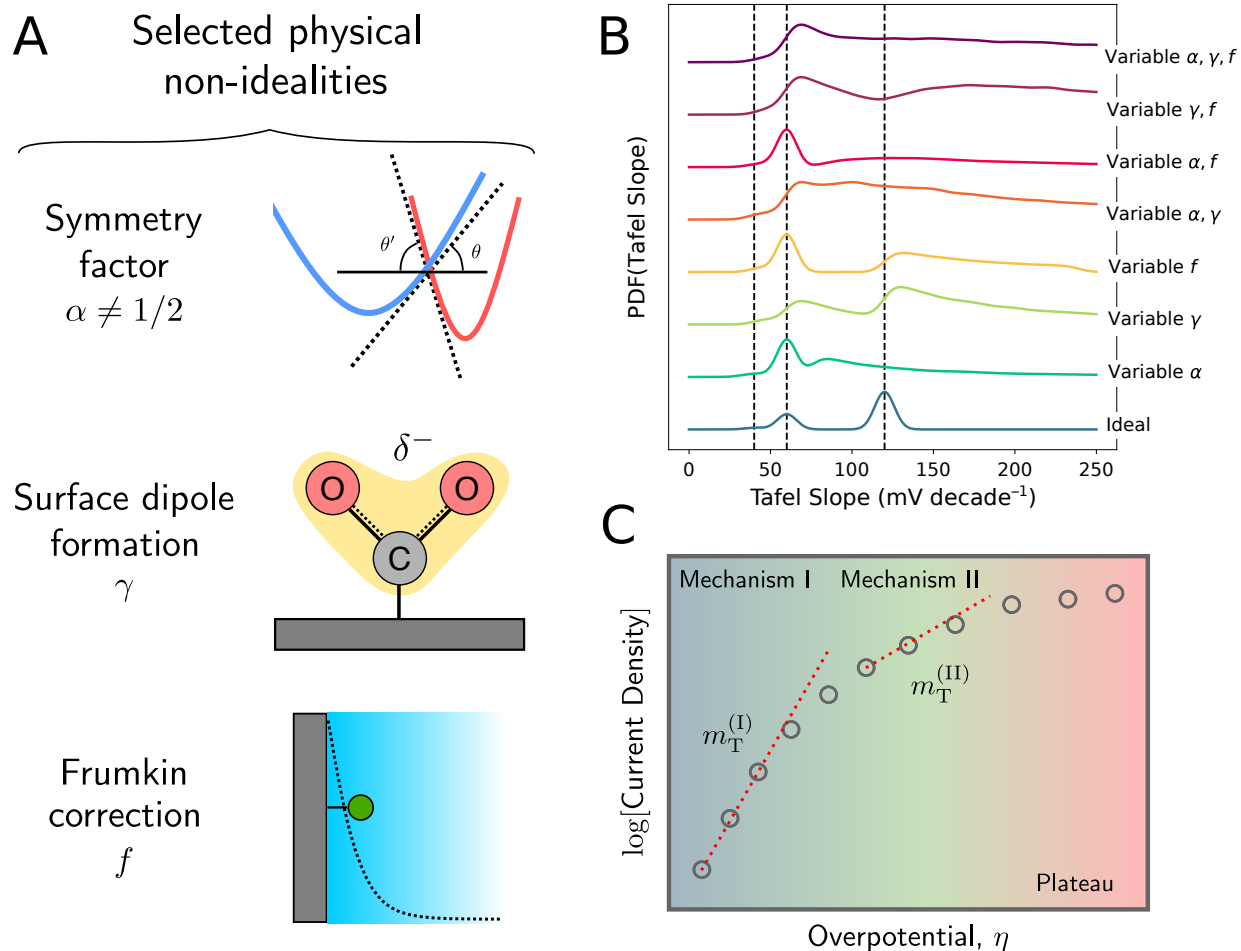 A
Selected physical
non-idealities
Symmetry
factor
α ≠ 1/2
θ′
θ
Surface dipole
formation
γ
δ⁻
O
O
C
Frumkin
correction
f
B
PDF(Tafel Slope)
Variable α, γ, f
Variable γ, f
Variable α, f
Variable α, γ
Variable f
Variable γ
Variable α
Ideal
0
50
100
150
200
250
Tafel Slope (mV decade⁻¹)
C
log[Current Density]
Mechanism I
Mechanism II
m_T^(I)
m_T^(II)
Plateau
Overpotential, η